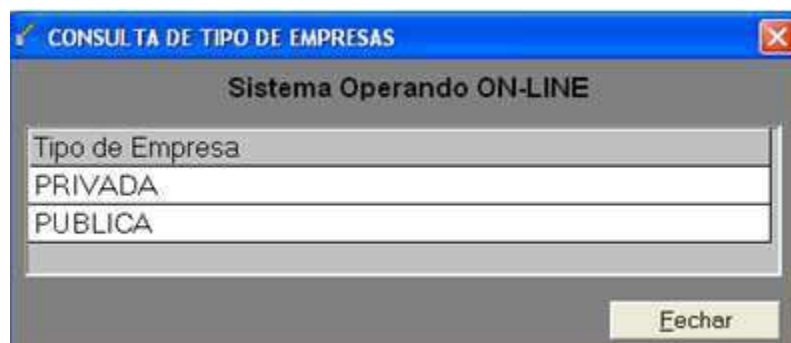 CONSULTA DE TIPO DE EMPRESAS
Sistema Operando ON-LINE
Tipo de Empresa
PRIVADA
PUBLICA
Fechar